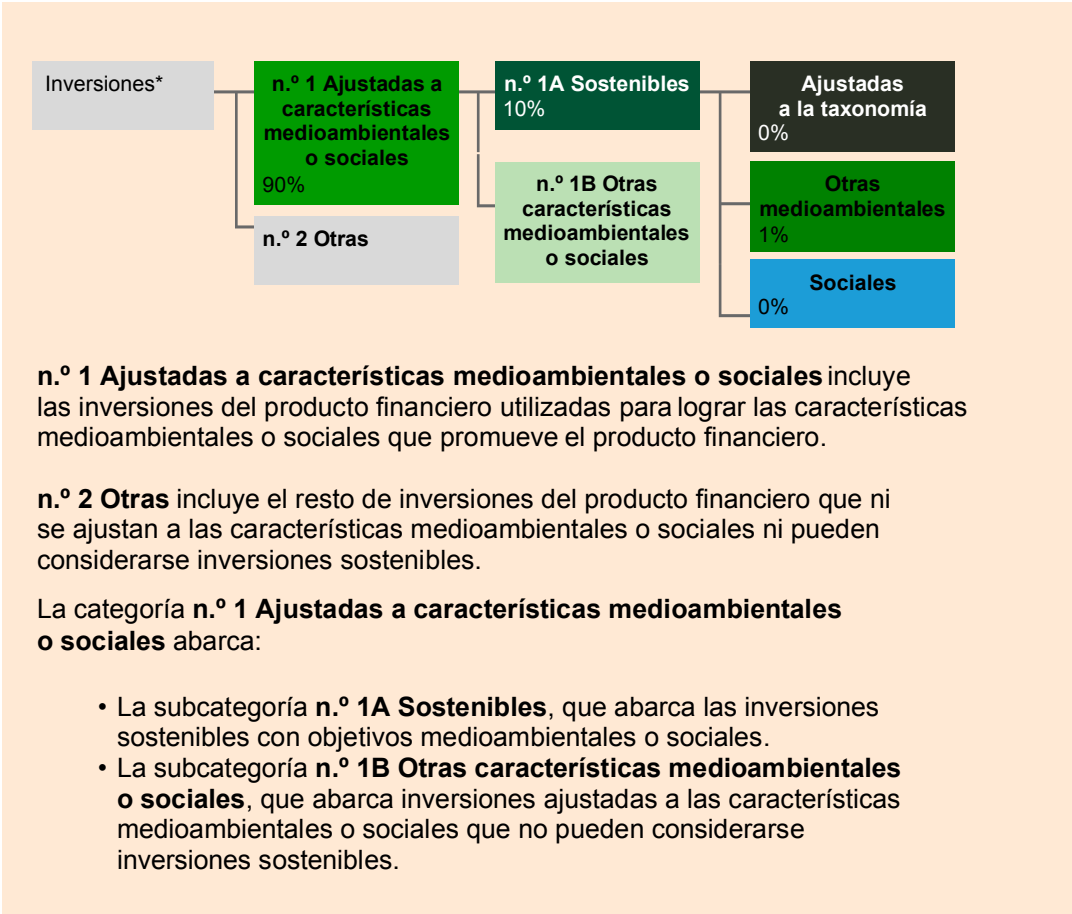 Inversiones*
n.º 1 Ajustadas a
características
medioambientales
o sociales
90%
n.º 2 Otras
n.º 1A Sostenibles
10%
n.º 1B Otras
características
medioambientales
o sociales
Ajustadas
a la taxonomía
0%
Otras
medioambientales
1%
Sociales
0%
n.º 1 Ajustadas a características medioambientales o sociales incluye
las inversiones del producto financiero utilizadas para lograr las características
medioambientales o sociales que promueve el producto financiero.
n.º 2 Otras incluye el resto de inversiones del producto financiero que ni
se ajustan a las características medioambientales o sociales ni pueden
considerarse inversiones sostenibles.
La categoría n.º 1 Ajustadas a características medioambientales
o sociales abarca:
• La subcategoría n.º 1A Sostenibles, que abarca las inversiones
sostenibles con objetivos medioambientales o sociales.
• La subcategoría n.º 1B Otras características medioambientales
o sociales, que abarca inversiones ajustadas a las características
medioambientales o sociales que no pueden considerarse
inversiones sostenibles.